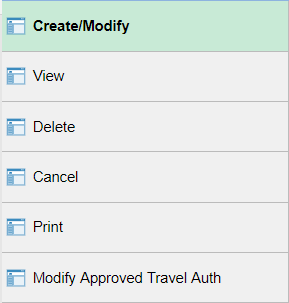 Create/Modify
View
Delete
Cancel
Print
Modify Approved Travel Auth